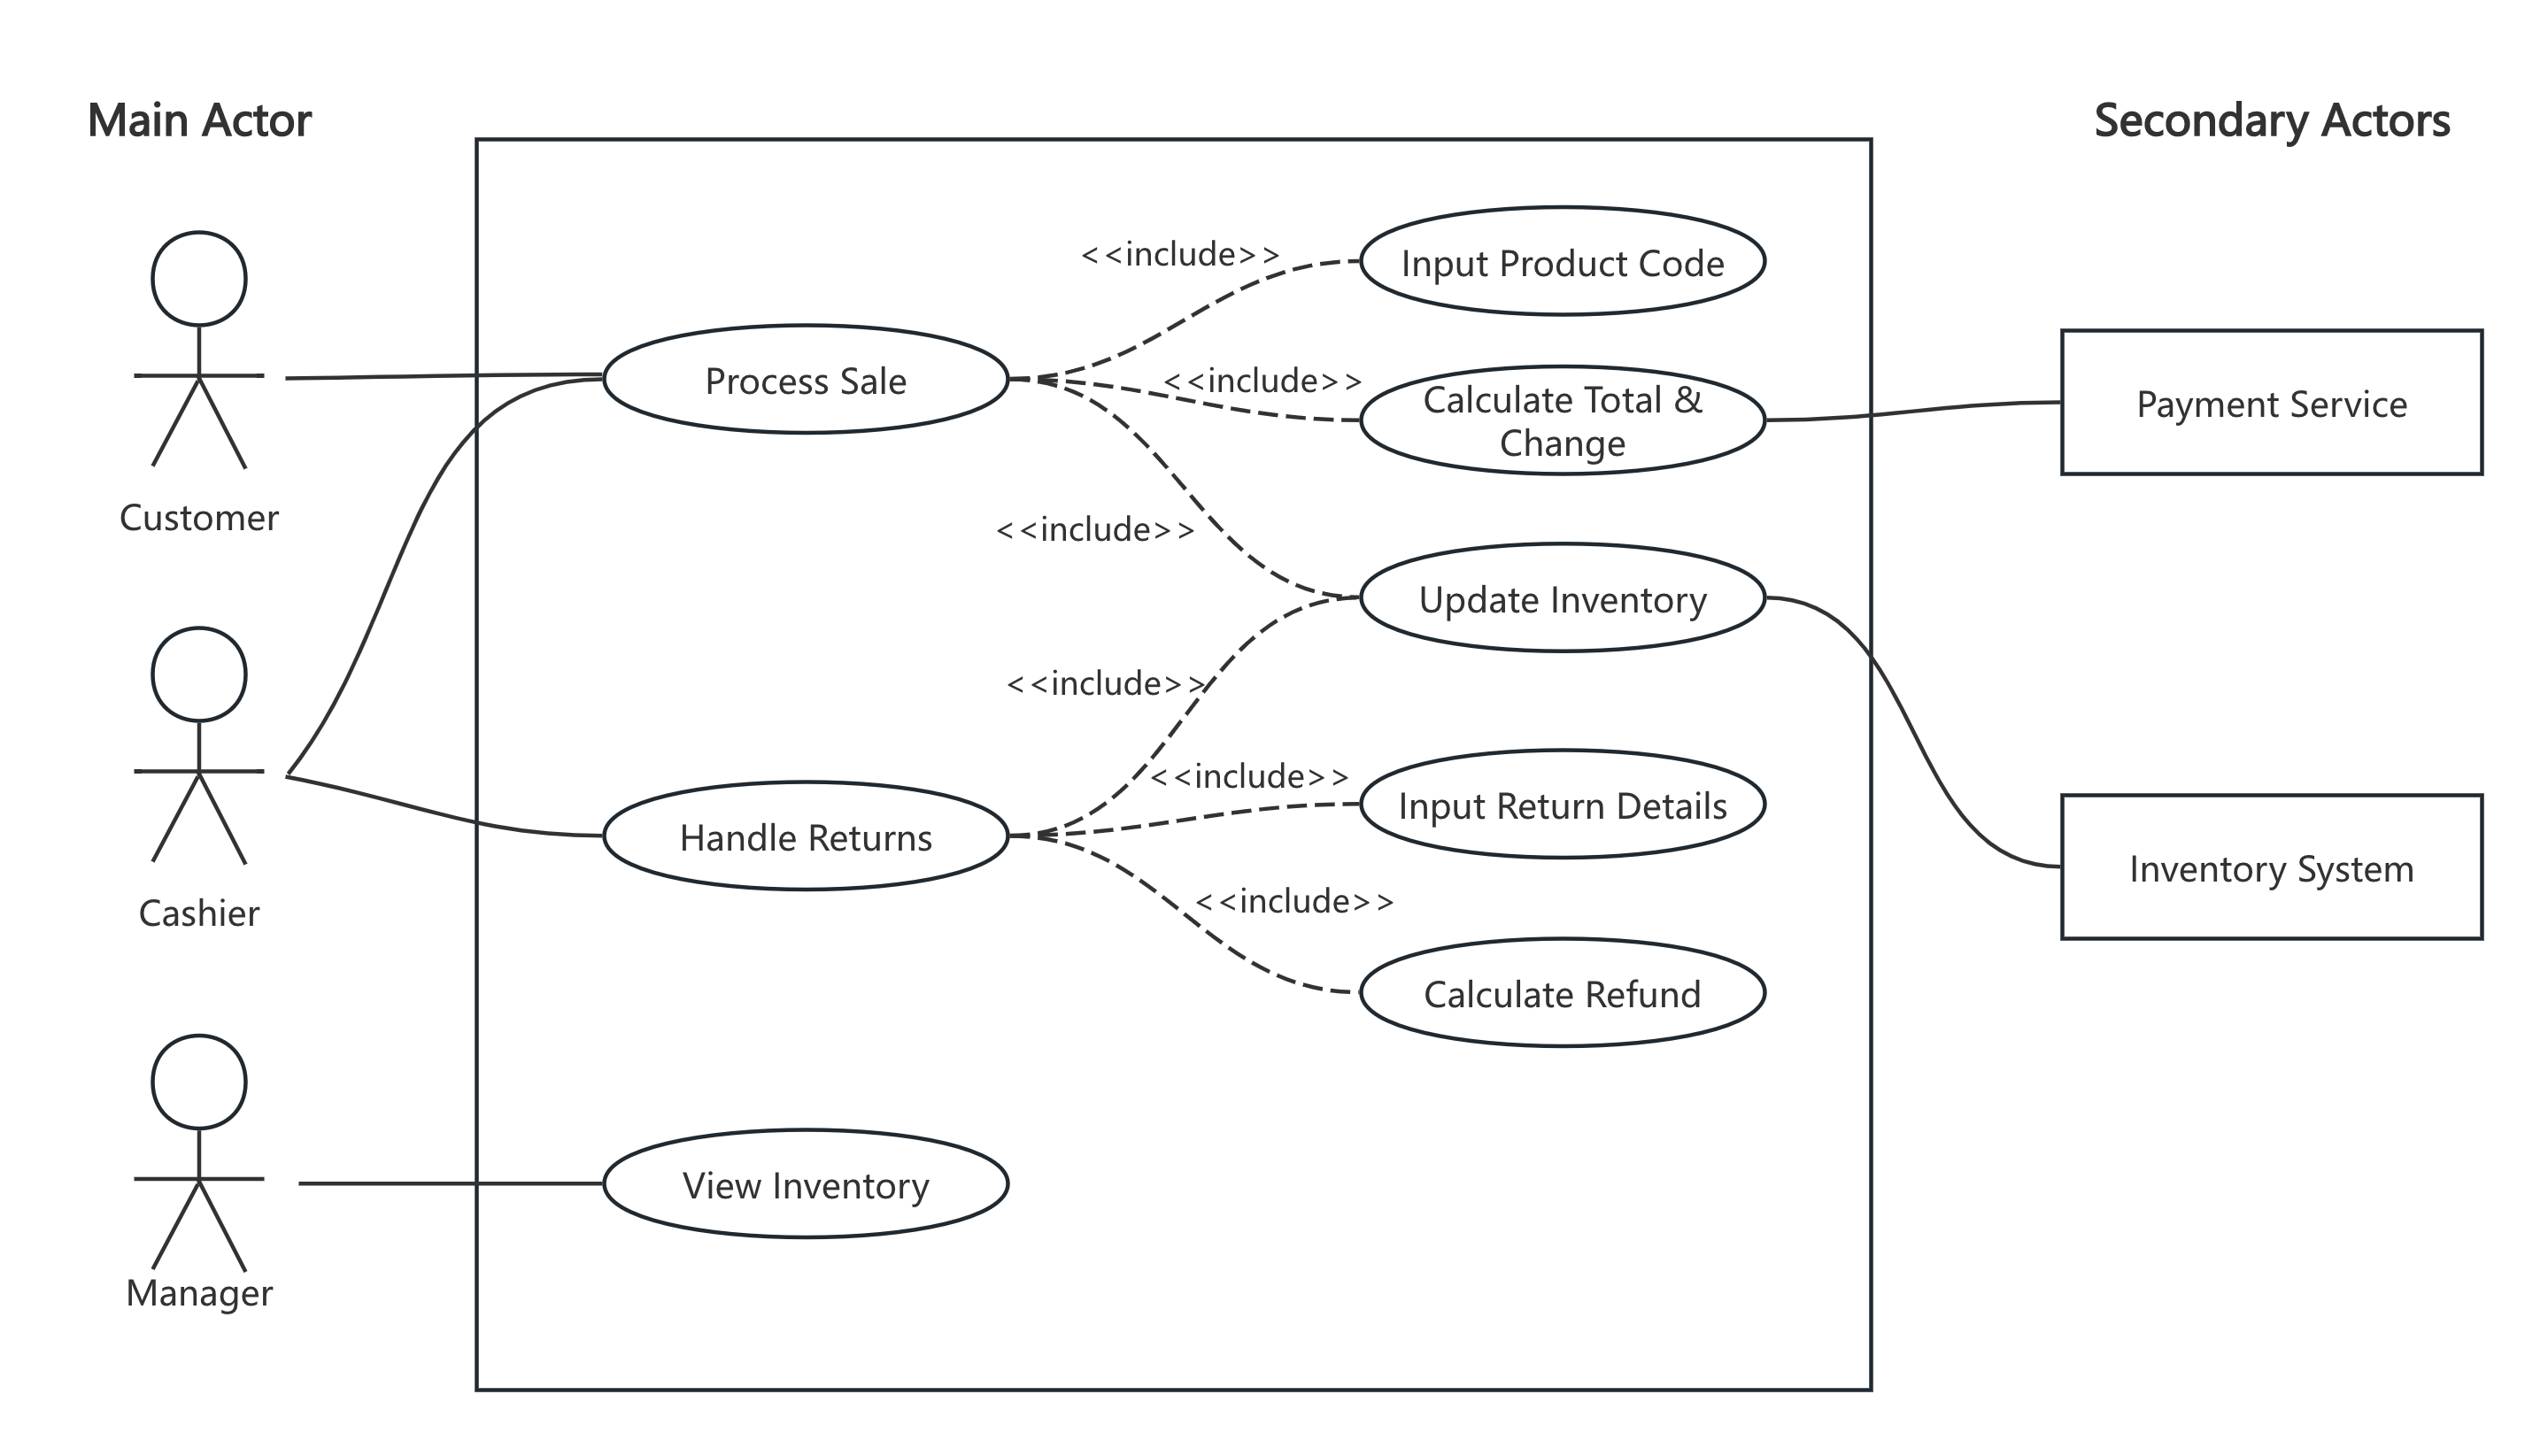 Main Actor
Secondary Actors
Customer
Cashier
Manager
Process Sale
Handle Returns
View Inventory
<<include>>
<<include>>
<<include>>
<<include>>
<<include>>
<<include>>
Input Product Code
Calculate Total &
Change
Update Inventory
Input Return Details
Calculate Refund
Payment Service
Inventory System